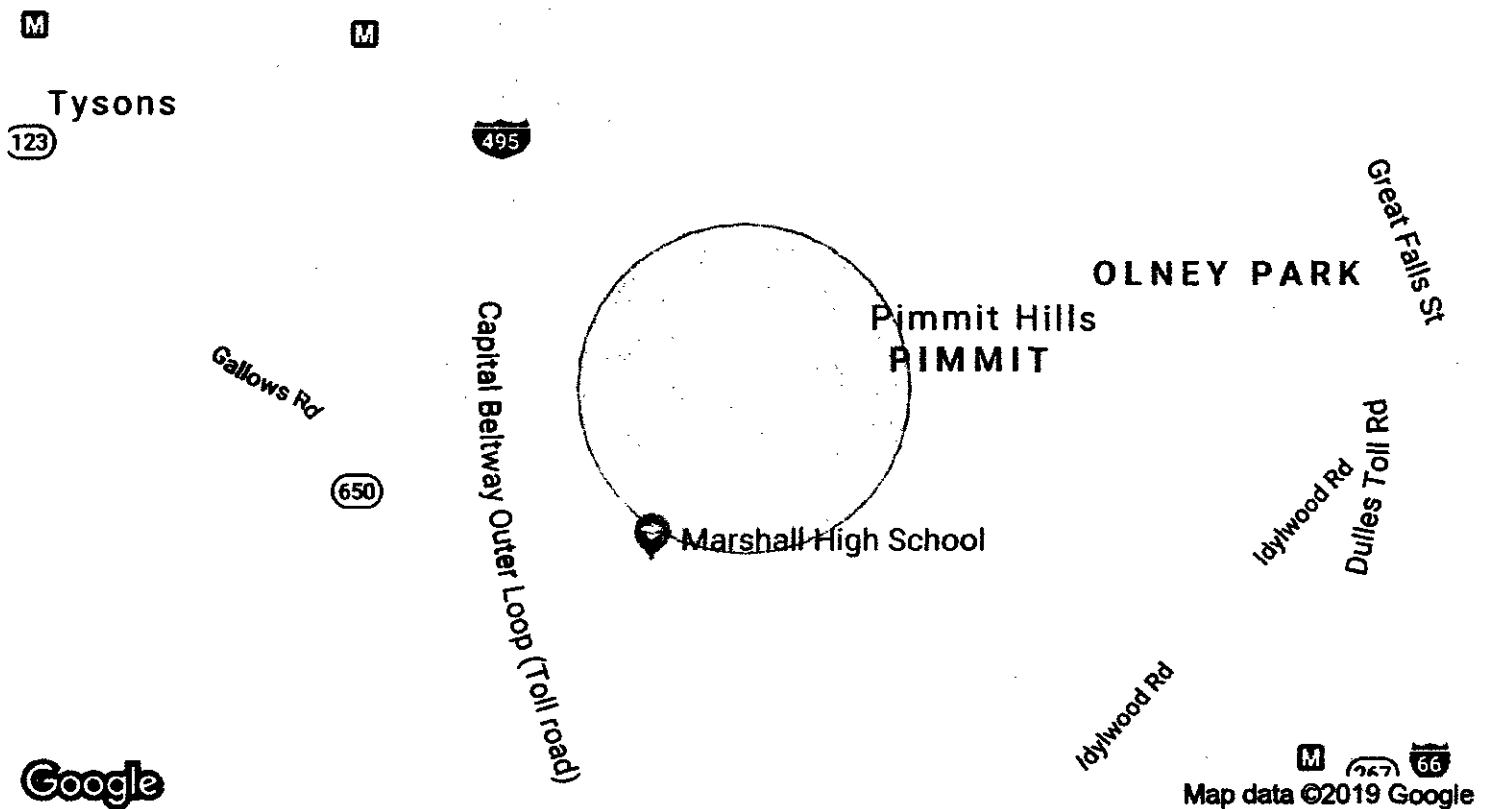 M
M
Tysons
123
495
Great Falls St
OLNEY PARK
Pimmit Hills
PIMMIT
Capital Beltway Outer Loop (Toll road)
Gallows Rd
Dulles Toll Rd
Idylwood Rd
650
Marshall High School
Idylwood Rd
M
267
66
Google
Map data ©2019 Google